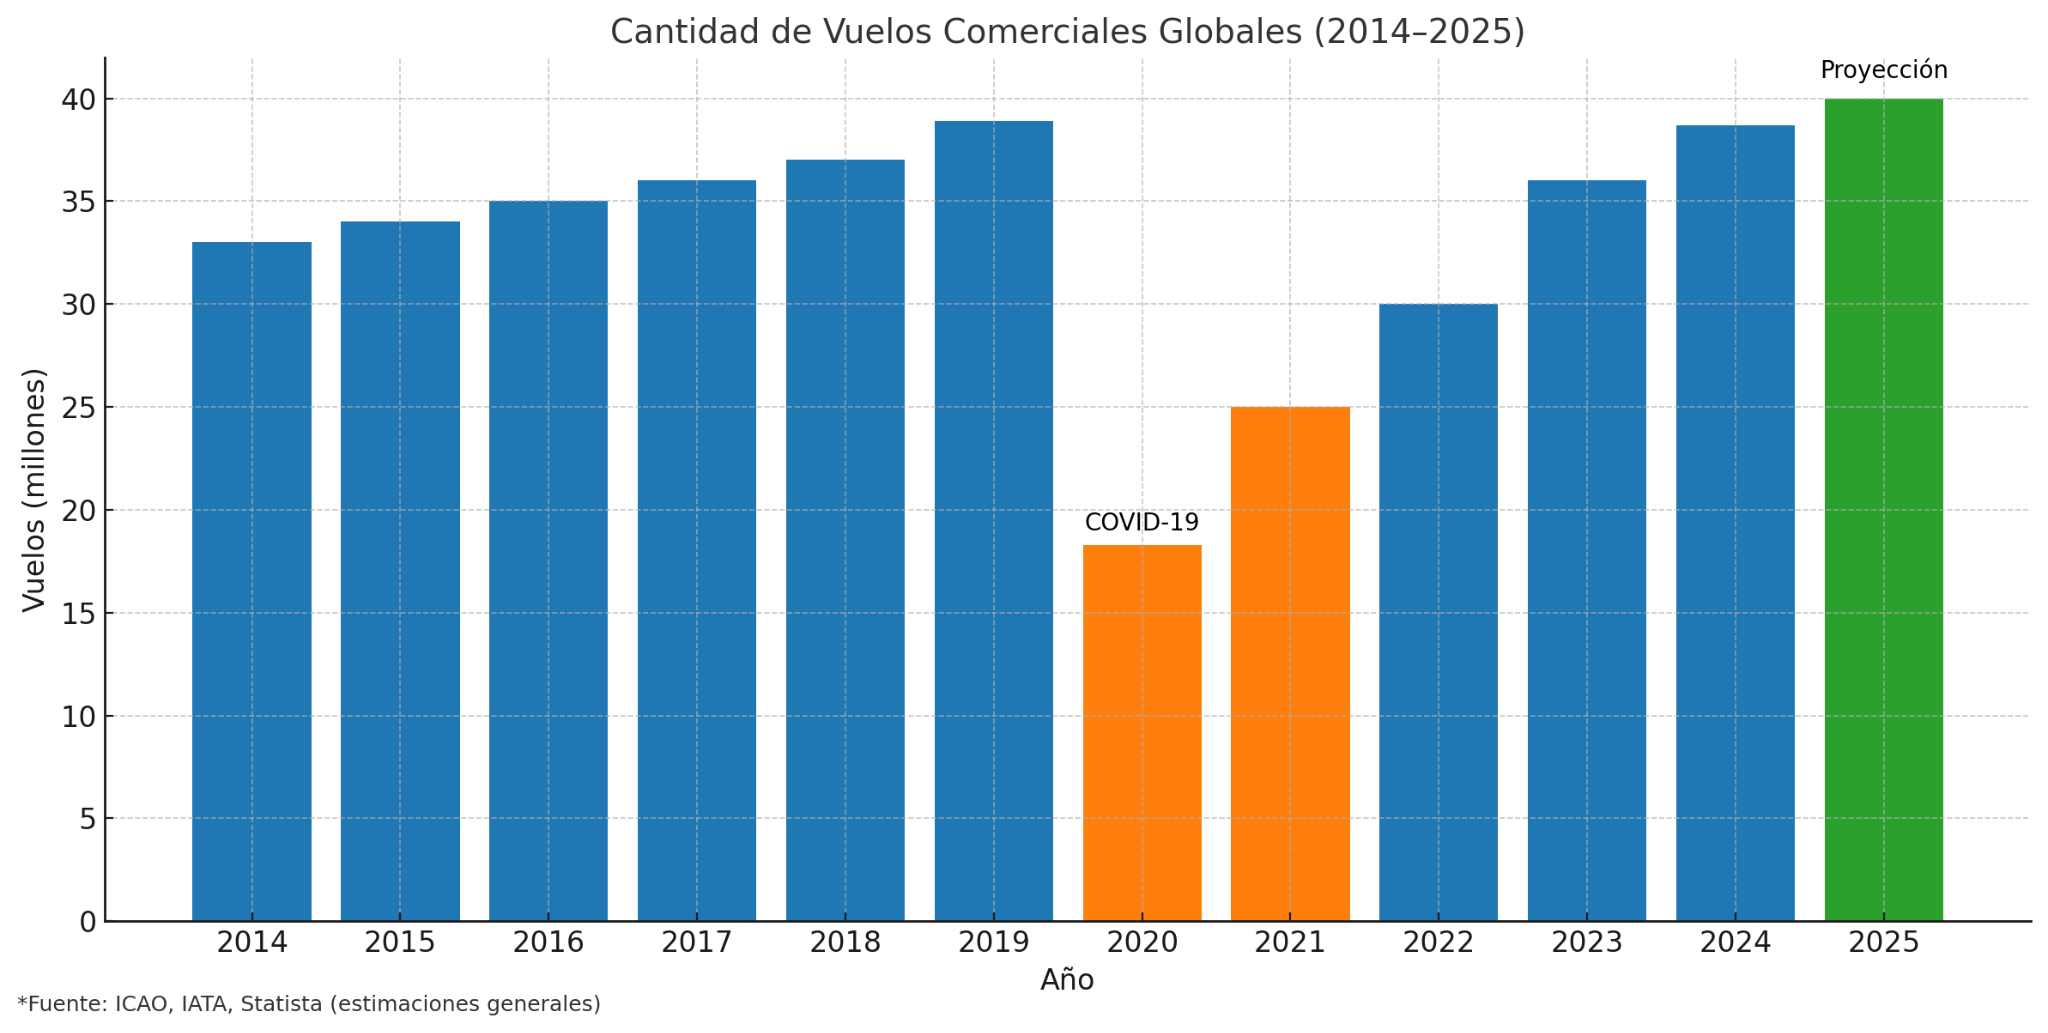 Cantidad de Vuelos Comerciales Globales (2014–2025)
Proyección
COVID-19
Vuelos (millones)
40
35
30
25
20
15
10
5
0
2014 2015 2016 2017 2018 2019 2020 2021 2022 2023 2024 2025
Año
*Fuente: ICAO, IATA, Statista (estimaciones generales)